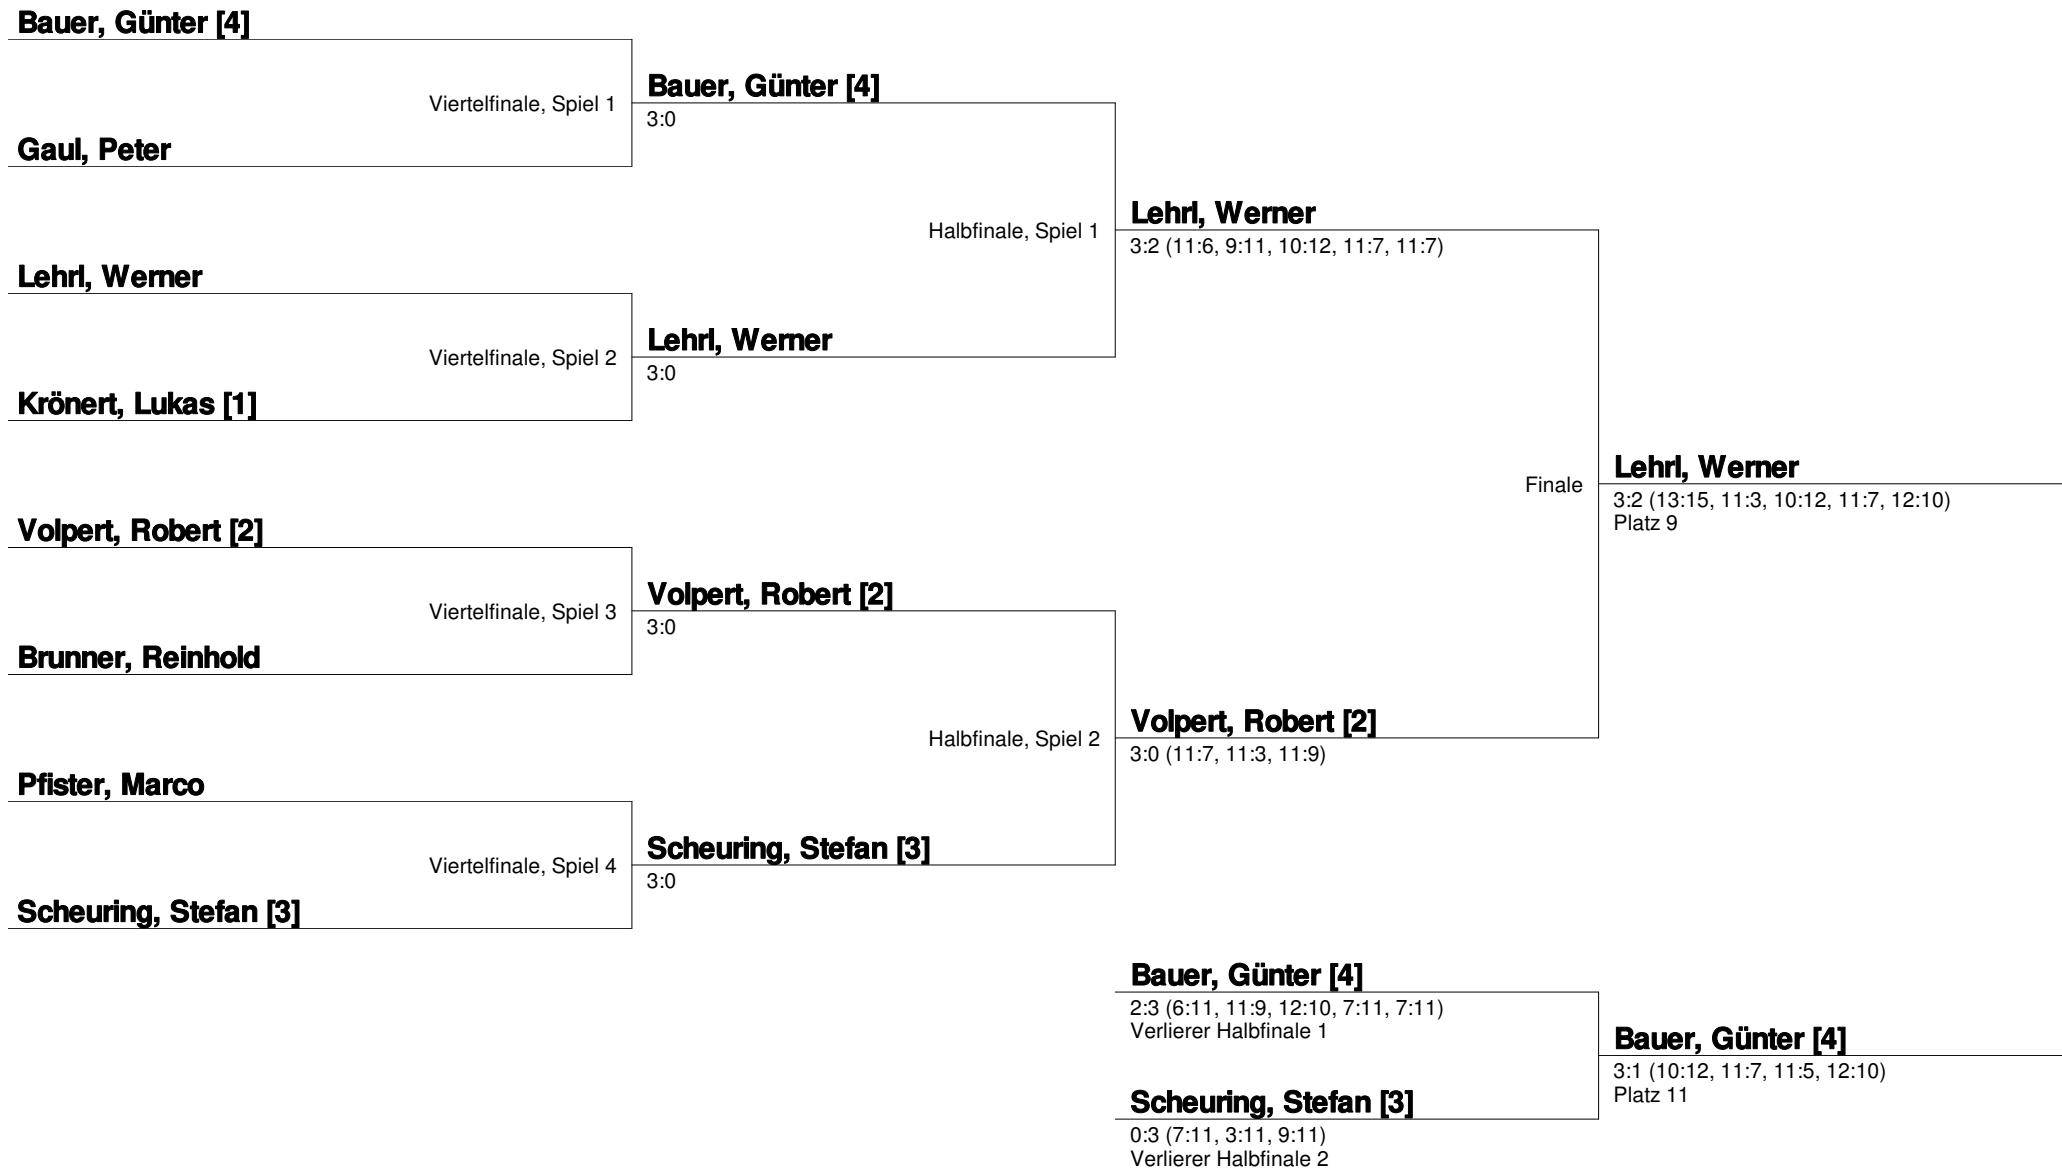 Bauer, Günter [4]
Viertelfinale, Spiel 1
Gaul, Peter
Bauer, Günter [4]
3:0
Lehrl, Werner
Viertelfinale, Spiel 2
Krönert, Lukas [1]
Lehrl, Werner
3:0
Halbfinale, Spiel 1
Lehrl, Werner
3:2 (11:6, 9:11, 10:12, 11:7, 11:7)
Volpert, Robert [2]
Viertelfinale, Spiel 3
Brunner, Reinhold
Volpert, Robert [2]
3:0
Pfister, Marco
Viertelfinale, Spiel 4
Scheuring, Stefan [3]
Scheuring, Stefan [3]
3:0
Halbfinale, Spiel 2
Volpert, Robert [2]
3:0 (11:7, 11:3, 11:9)
Finale
Lehrl, Werner
3:2 (13:15, 11:3, 10:12, 11:7, 12:10)
Platz 9
Bauer, Günter [4]
2:3 (6:11, 11:9, 12:10, 7:11, 7:11)
Verlierer Halbfinale 1
Scheuring, Stefan [3]
0:3 (7:11, 3:11, 9:11)
Verlierer Halbfinale 2
Bauer, Günter [4]
3:1 (10:12, 11:7, 11:5, 12:10)
Platz 11